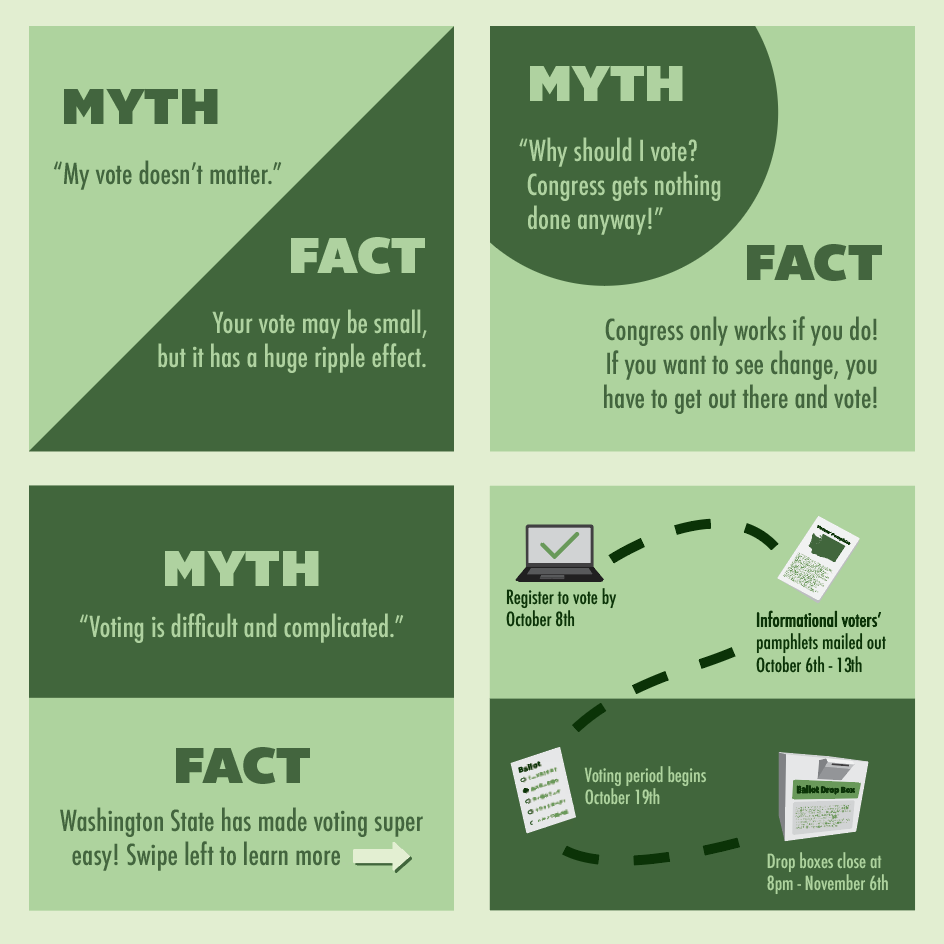 MYTH
“My vote doesn’t matter.”
FACT
Your vote may be small,
but it has a huge ripple effect.
MYTH
“Why should I vote?
Congress gets nothing
done anyway!”
FACT
Congress only works if you do!
If you want to see change, you
have to get out there and vote!
MYTH
“Voting is difficult and complicated.”
FACT
Washington State has made voting super
easy! Swipe left to learn more
Register to vote by
October 8th
Informational voters’
pamphlets mailed out
October 6th - 13th
Ballot
Voting period begins
October 19th
Ballot Drop Box
Drop boxes close at
8pm - November 6th